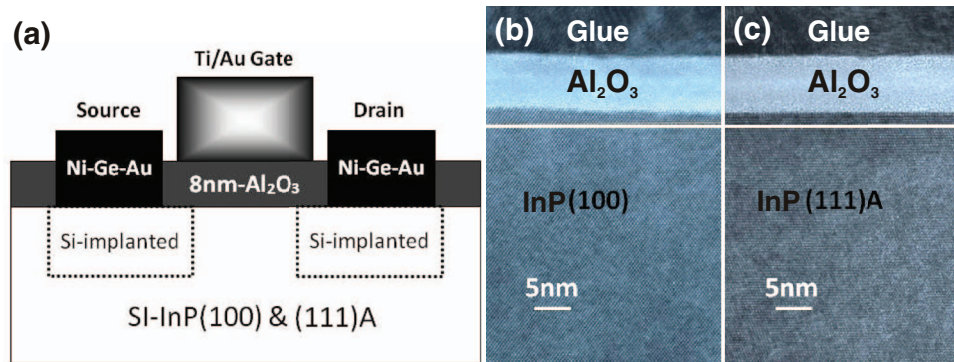 (a)
Ti/Au Gate
Source
Drain
Ni-Ge-Au
8nm-Al₂O₃
Ni-Ge-Au
Si-implanted
Si-implanted
SI-InP(100) & (111)A
(b)
Glue
Al₂O₃
InP(100)
5nm
(c)
Glue
Al₂O₃
InP(111)A
5nm